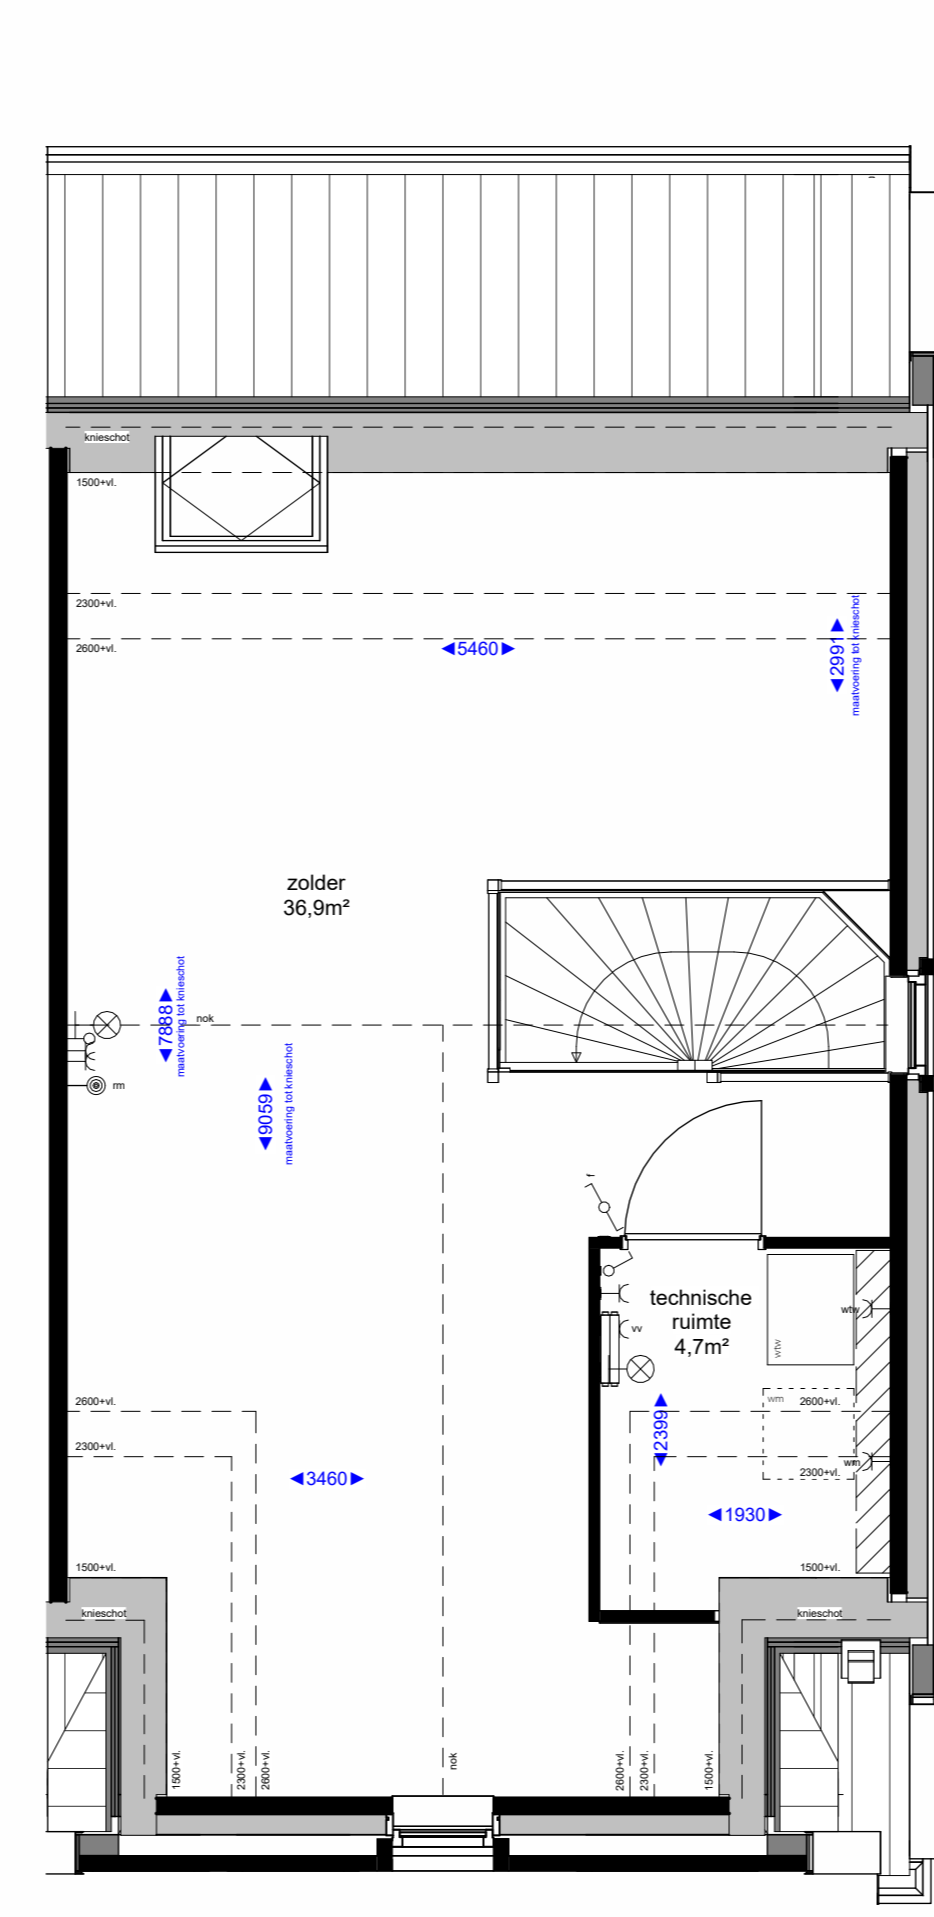 knieschot
1500+vl.
2300+vl.
2600+vl.
5460
2991
maatvoering tot knieschot
zolder
36,9m²
7888
maatvoering tot knieschot
nok
rm
9059
maatvoering tot knieschot
technische
ruimte
4,7m²
wtw
wtw
vv
wm
2600+vl.
2600+vl.
2399
2300+vl.
wm
2300+vl.
3460
1930
1500+vl.
1500+vl.
knieschot
knieschot
1500+vl.
2300+vl.
2600+vl.
nok
2600+vl.
2300+vl.
1500+vl.